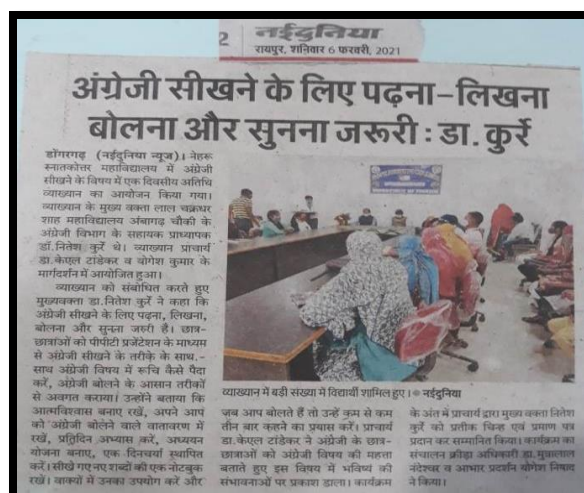 2
नईदुनिया
रायपुर, शनिवार 6 फरवरी, 2021
अंग्रेजी सीखने के लिए पढ़ना-लिखना
बोलना और सुनना जरूरी : डा. कुर्रे
डोंगरगढ़ (नईदुनिया न्यूज)। नेहरू
स्नातकोत्तर महाविद्यालय में अंग्रेजी
सीखने के विषय में एक दिवसीय अतिथि
व्याख्यान का आयोजन किया गया।
व्याख्यान के मुख्य वक्ता लाल चक्रधर
शाह महाविद्यालय अंबागढ़ चौकी के
अंग्रेजी विभाग के सहायक प्राध्यापक
डॉ.नितेश कुर्रे थे। व्याख्यान प्राचार्य
डा.केएल टांडेकर व योगेश कुमार के
मार्गदर्शन में आयोजित हुआ।
व्याख्यान को संबोधित करते हुए
मुख्यवक्ता डा.नितेश कुर्रे ने कहा कि
अंग्रेजी सीखने के लिए पढ़ना, लिखना,
बोलना और सुनना जरुरी हैं। छात्र-
छात्रांओं को पीपीटी प्रजेंटेशन के माध्यम
से अंग्रेजी सीखने के तरीके के साथ-
साथ अंग्रेजी विषय में रूचि कैसे पैदा
करें, अंग्रेजी बोलने के आसान तरीकों
से अवगत कराया। उन्होंने बताया कि
आत्मविश्वास बनाए रखें, अपने आप
को अंग्रेजी बोलने वाले वातावरण में
रखें, प्रतिदिन अभ्यास करे, अध्ययन
योजना बनाए, एक दिनचर्या स्थापित
करें। सीखे गए नए शब्दों की एक नोटबुक
रखें। वाक्यों में उनका उपयोग करें और
व्याख्यान में बड़ी संख्या में विद्यार्थी शामिल हुए। ● नईदुनिया
जब आप बोलते हैं तो उन्हें कम से कम
तीन बार कहने का प्रयास करें। प्राचार्य
डा.केएल टांडेकर ने अंग्रेजी के छात्र-
छात्राओं को अंग्रेजी विषय की महत्ता
बताते हुए इस विषय में भविष्य की
संभावनाओं पर प्रकाश डाला। कार्यक्रम
के अंत में प्राचार्य द्वारा मुख्य वक्ता नितेश
कुर्रे को प्रतीक चिन्ह एवं प्रमाण पत्र
प्रदान कर सम्मानित किया। कार्यक्रम का
संचालन क्रीड़ा अधिकारी डा.मुन्नालाल
नंदेश्वर व आभार प्रदर्शन योगेश निषाद
ने किया।